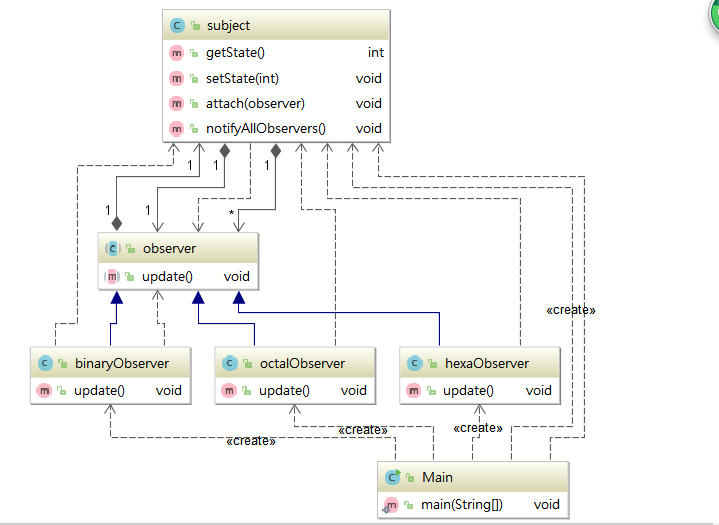 subject
getState() int
setState(int) void
attach(observer) void
notifyAllObservers() void
1 1 1
1 1 *
observer
update() void
«create»
binaryObserver
update() void
octalObserver
update() void
hexaObserver
update() void
«create» «create» «create»
Main
main(String[]) void